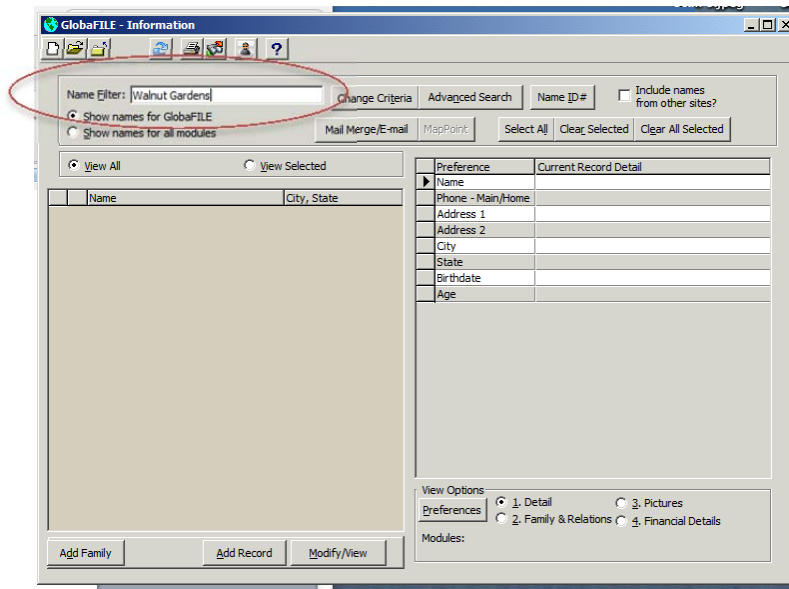 GlobaFILE - Information
?
Name Filter: Walnut Gardens
Change Criteria
Advanced Search
Name ID#
Include names
from other sites?
Show names for GlobaFILE
Show names for all modules
Mail Merge/E-mail
MapPoint
Select All
Clear Selected
Clear All Selected
View All
View Selected
Name
City, State
Preference
Current Record Detail
Name
Phone - Main/Home
Address 1
Address 2
City
State
Birthdate
Age
View Options
Preferences
1. Detail
3. Pictures
2. Family & Relations
4. Financial Details
Modules:
Add Family
Add Record
Modify/View